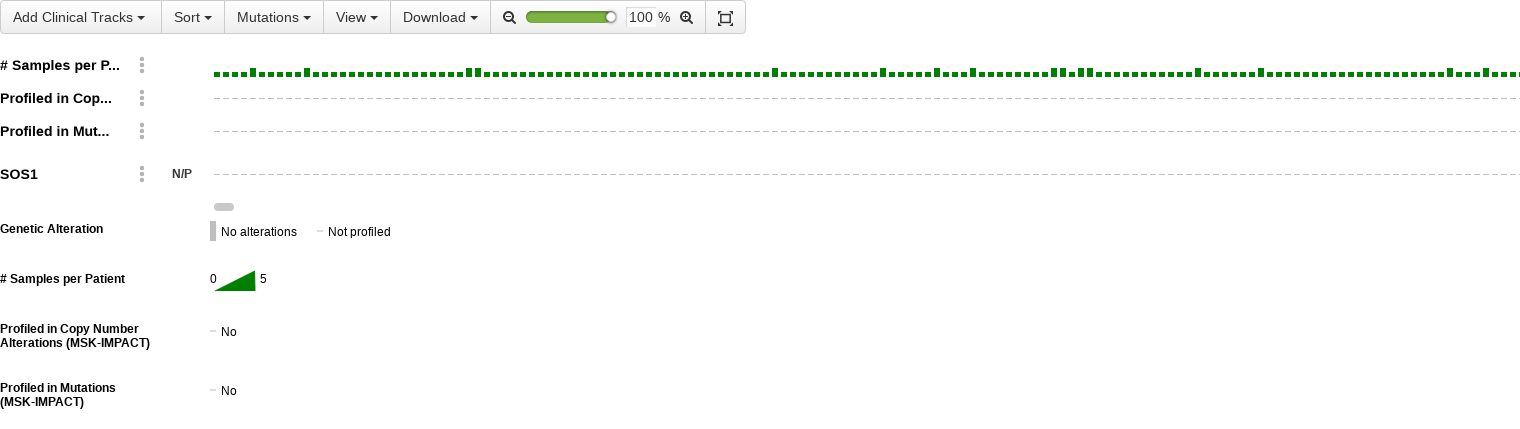 Add Clinical Tracks Sort Mutations View Download 100 %
# Samples per P...
Profiled in Cop...
Profiled in Mut...
SOS1 N/P
Genetic Alteration No alterations Not profiled
# Samples per Patient 0 5
Profiled in Copy Number
Alterations (MSK-IMPACT) No
Profiled in Mutations
(MSK-IMPACT) No